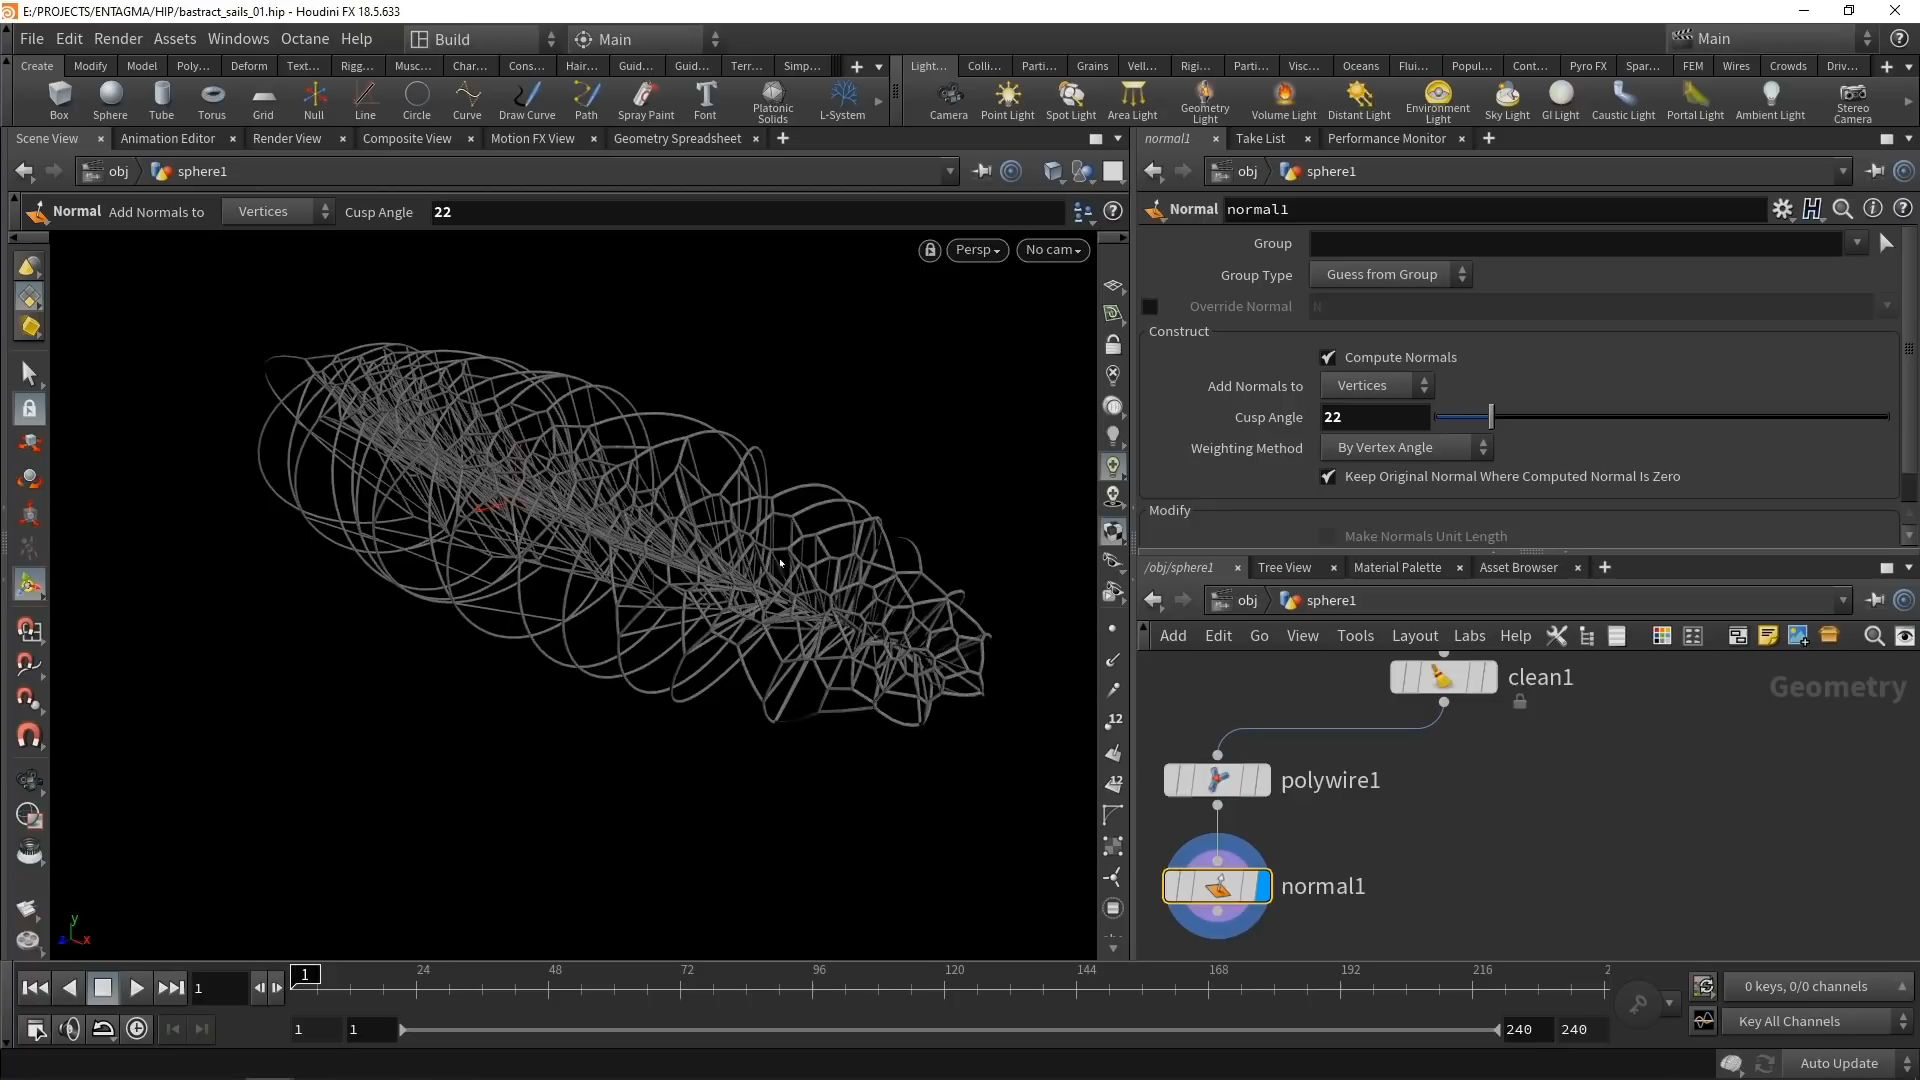 E:/PROJECTS/ENTAGMA/HIP/bastract_sails_01.hip - Houdini FX 18.5.633
File Edit Render Assets Windows Octane Help Build Main Main
Create Modify Model Poly... Deform Text... Rigg... Musc... Char... Cons... Hair... Guid... Guid... Terr... Simp... Light... Colli... Parti... Grains Vell... Rigi... Parti... Visc... Oceans Flui... Popul... Cont... Pyro FX Spar... FEM Wires Crowds Driv...
Box Sphere Tube Torus Grid Null Line Circle Curve Draw Curve Path Spray Paint Font Platonic Solids L-System Camera Point Light Spot Light Area Light Geometry Light Volume Light Distant Light Environment Light Sky Light GI Light Caustic Light Portal Light Ambient Light Stereo Camera
Scene View Animation Editor Render View Composite View Motion FX View Geometry Spreadsheet
obj sphere1
Normal Add Normals to Vertices Cusp Angle 22
Persp No cam
12
12
y
z x
normal1 Take List Performance Monitor
obj sphere1
Normal normal1
Group
Group Type Guess from Group
Override Normal N
Construct
Compute Normals
Add Normals to Vertices
Cusp Angle 22
Weighting Method By Vertex Angle
Keep Original Normal Where Computed Normal Is Zero
Modify
Make Normals Unit Length
/obj/sphere1 Tree View Material Palette Asset Browser
obj sphere1
Add Edit Go View Tools Layout Labs Help
clean1
Geometry
polywire1
normal1
1 1 24 48 72 96 120 144 168 192 216 2
0 keys, 0/0 channels
1 1 240 240
Key All Channels
Auto Update